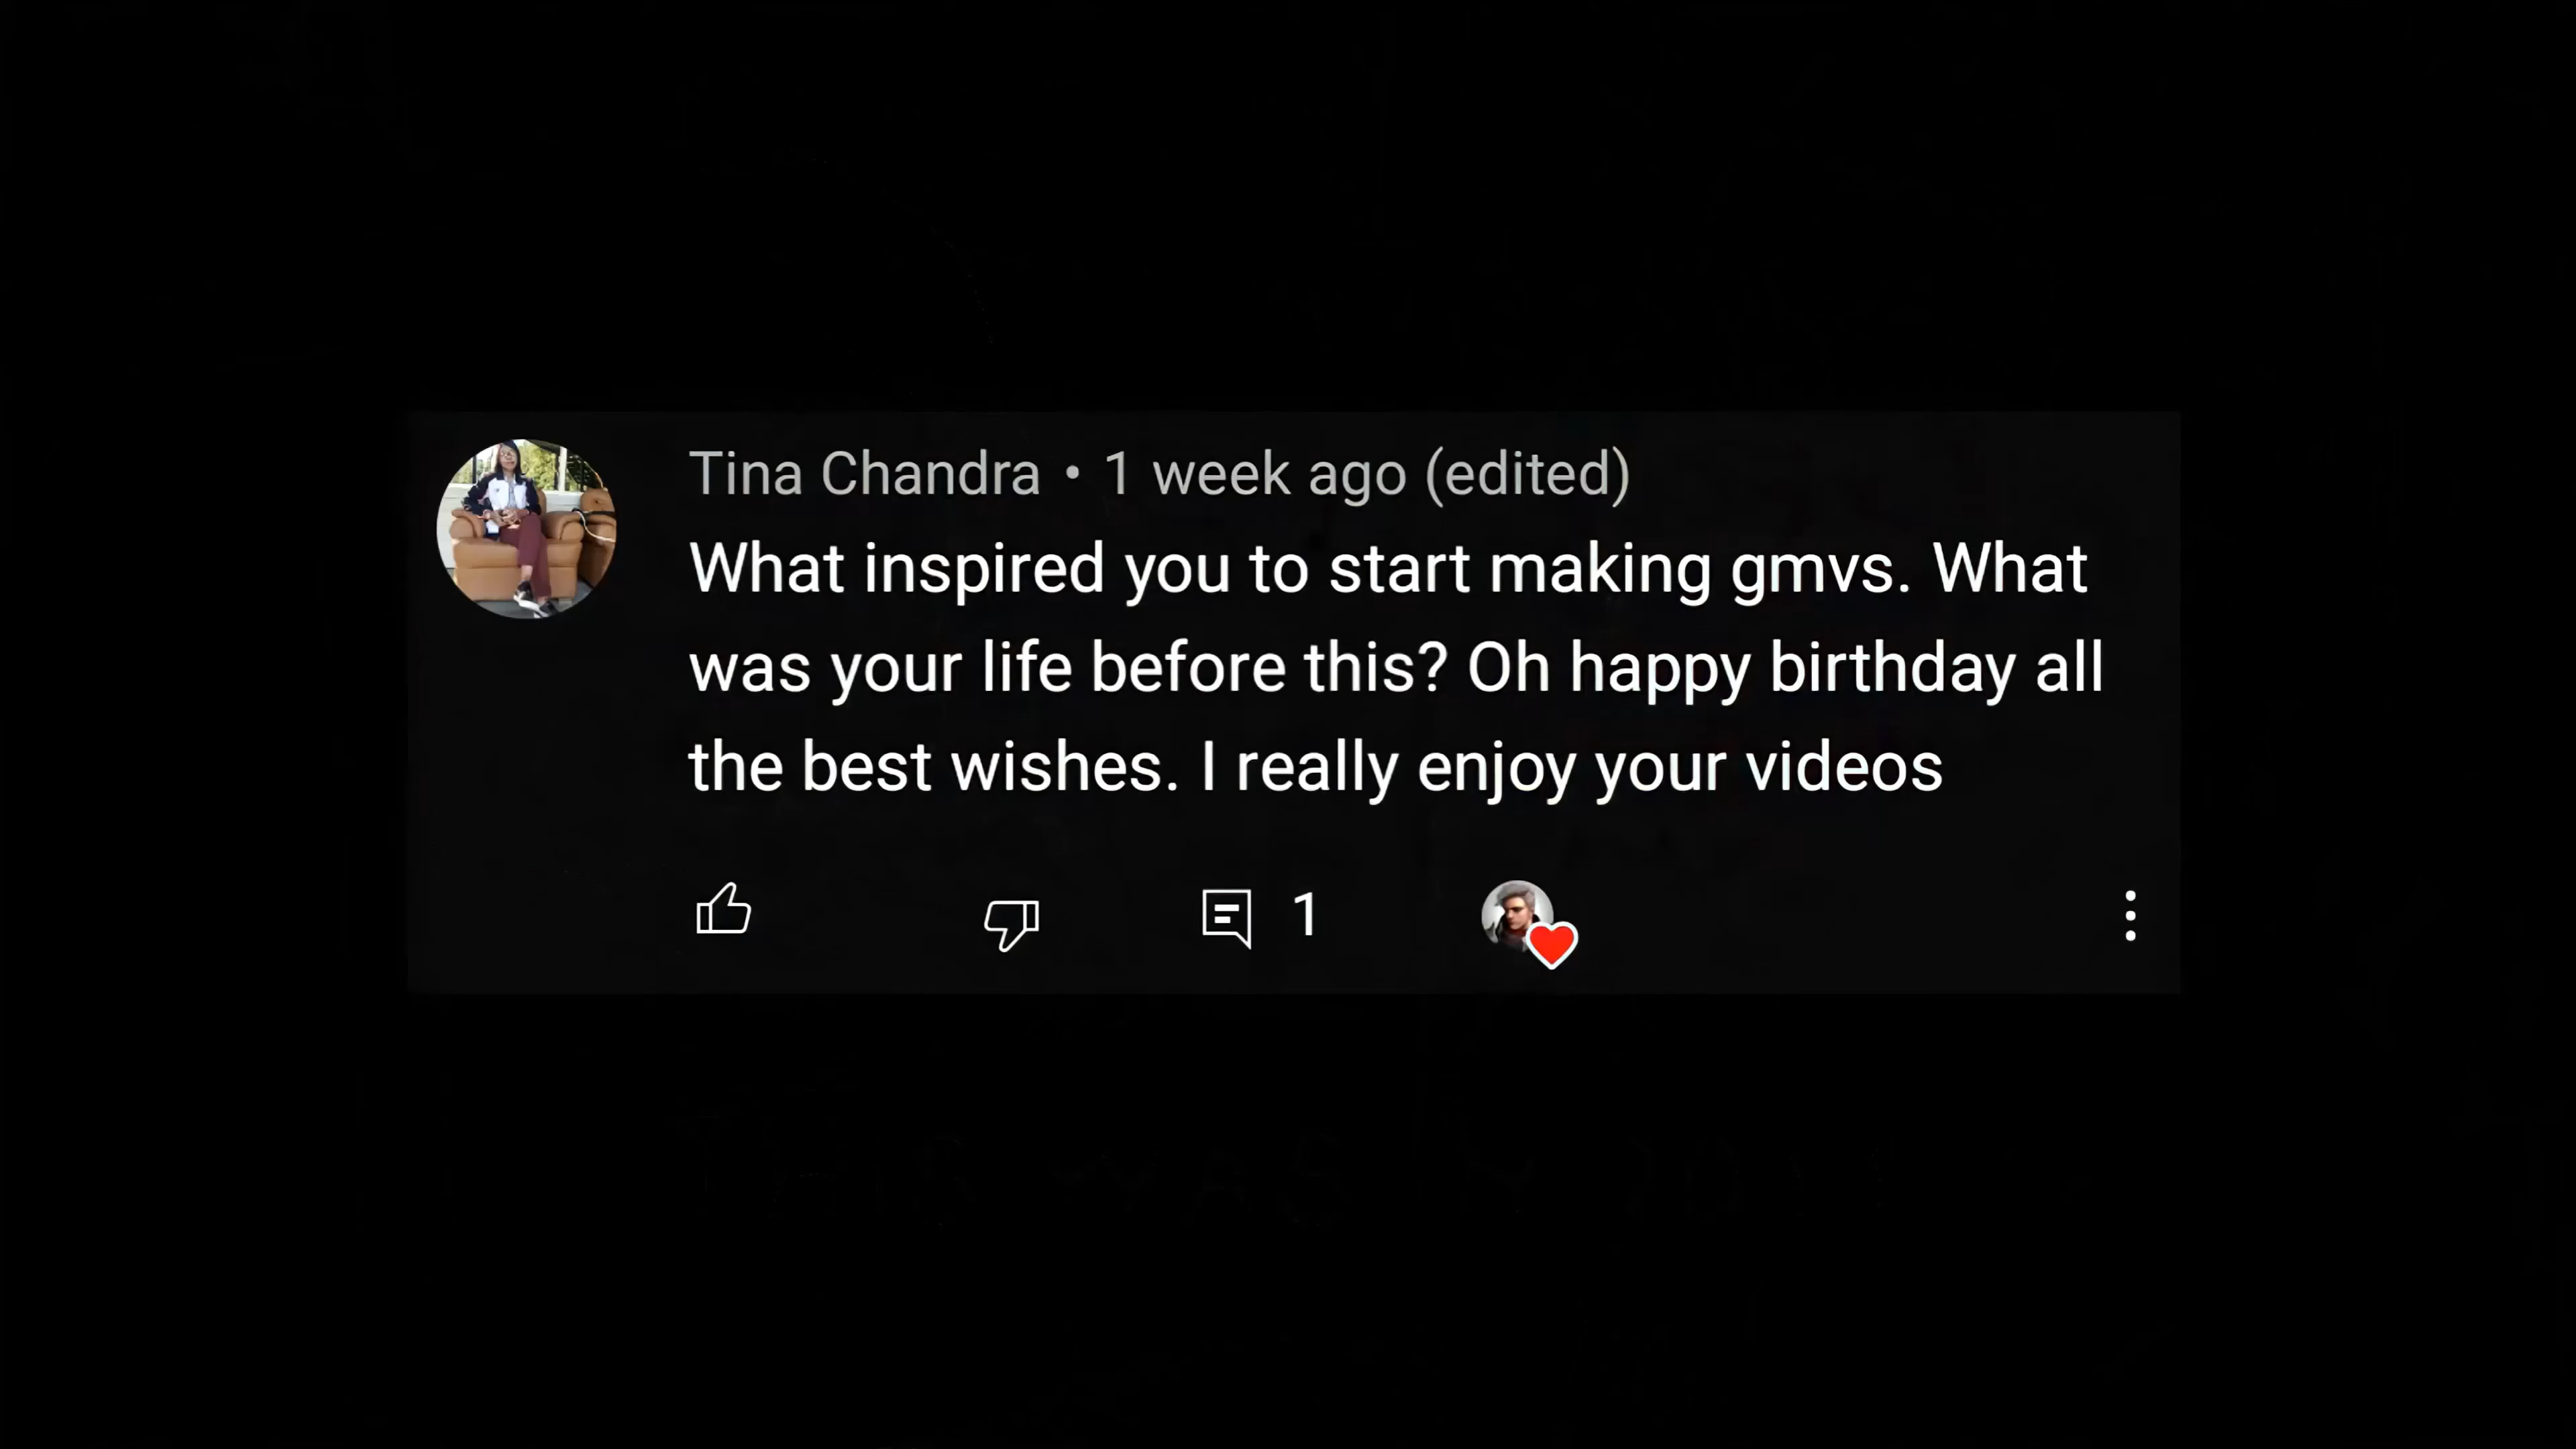 Tina Chandra • 1 week ago (edited)
What inspired you to start making gmvs. What
was your life before this? Oh happy birthday all
the best wishes. I really enjoy your videos
1